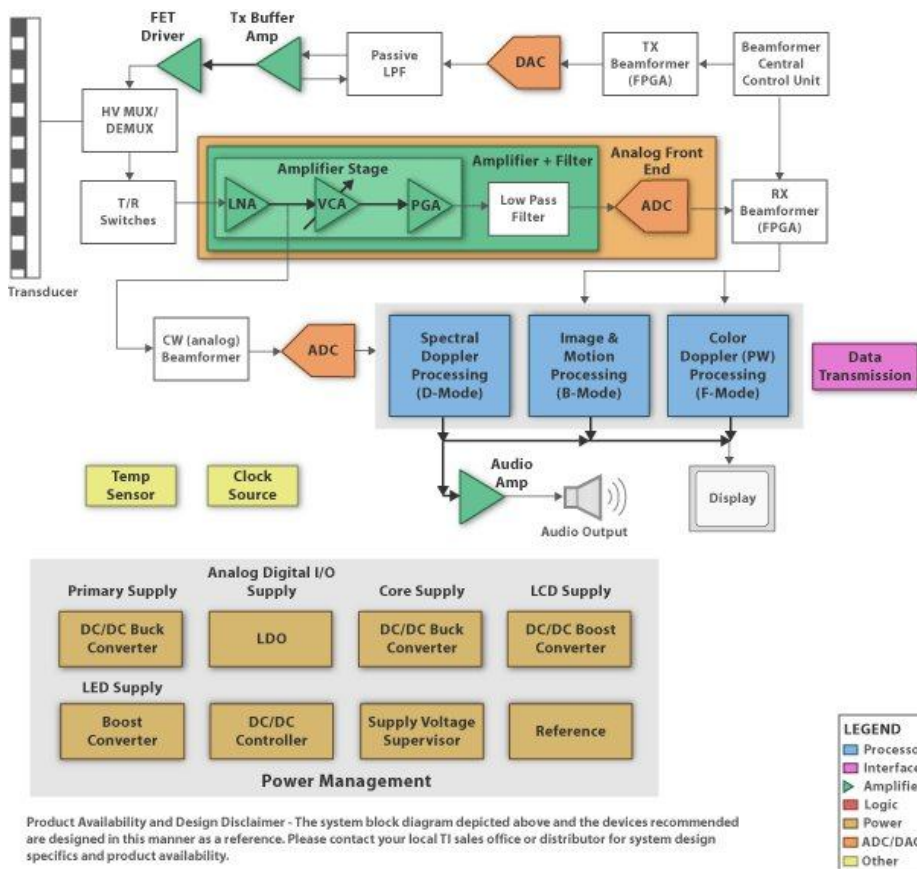 FET
Driver
Tx Buffer
Amp
Passive
LPF
DAC
TX
Beamformer
(FPGA)
Beamformer
Central
Control Unit
HV MUX/
DEMUX
T/R
Switches
Transducer
Amplifier Stage
Amplifier + Filter
Analog Front
End
LNA
VCA
PGA
Low Pass
Filter
ADC
RX
Beamformer
(FPGA)
CW (analog)
Beamformer
ADC
Spectral
Doppler
Processing
(D-Mode)
Image &
Motion
Processing
(B-Mode)
Color
Doppler (PW)
Processing
(F-Mode)
Data
Transmission
Temp
Sensor
Clock
Source
Audio
Amp
Audio Output
Display
Primary Supply
Analog Digital I/O
Supply
Core Supply
LCD Supply
DC/DC Buck
Converter
LDO
DC/DC Buck
Converter
DC/DC Boost
Converter
LED Supply
Boost
Converter
DC/DC
Controller
Supply Voltage
Supervisor
Reference
Power Management
LEGEND
Processo
Interface
Amplifie
Logic
Power
ADC/DAC
Other
Product Availability and Design Disclaimer - The system block diagram depicted above and the devices recommended
are designed in this manner as a reference. Please contact your local TI sales office or distributor for system design
specifics and product availability.